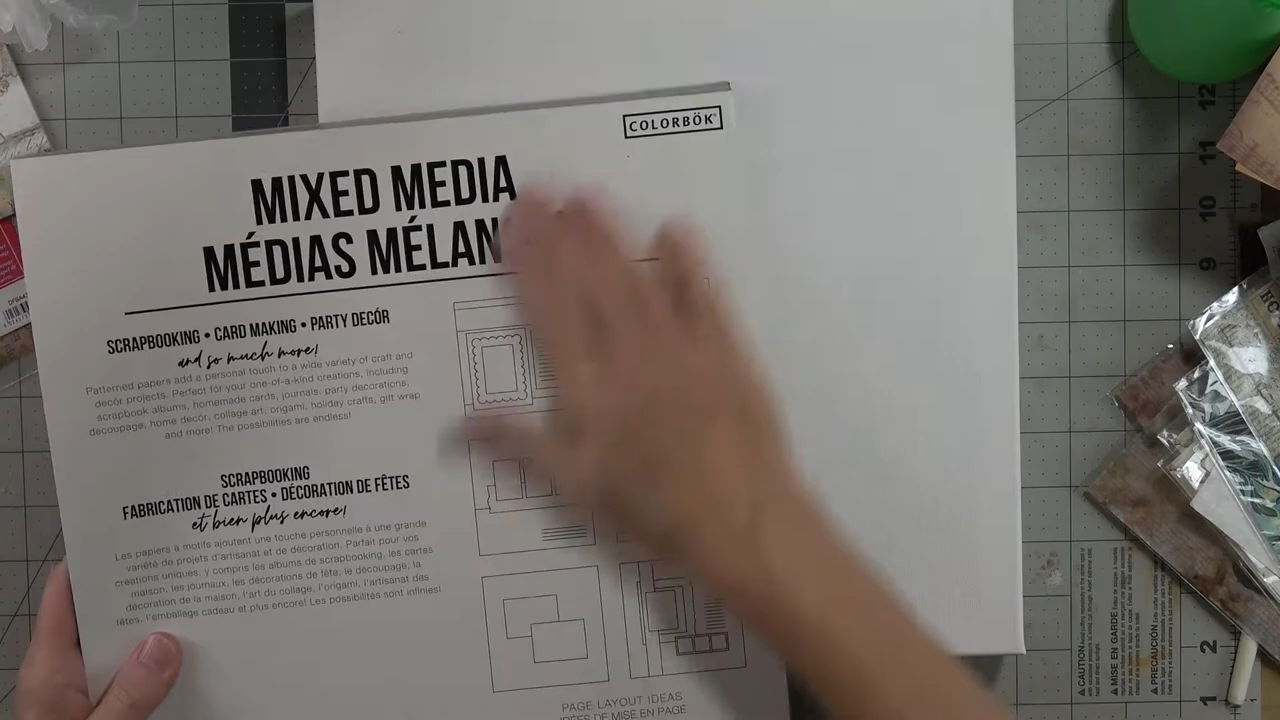 COLORBÖK
MIXED MEDIA
MÉDIAS
SCRAPBOOKING • CARD MAKING • PARTY DECÓR
and so much more!
Patterned papers add a personal touch to a wide variety of craft and
decór projects. Perfect for your one-of-a-kind creations, including
scrapbook albums, homemade cards, journals, party decorations,
decoupage, home decór, collage art, origami, holiday crafts, gift wrap
and more! The possibilities are endless!
SCRAPBOOKING
FABRICATION DE CARTES • DÉCORATION DE FÊTES
et bien plus encore!
Les papiers à motifs ajoutent une touche personnelle à une grande
variété de projets d'artisanat et de décoration. Parfait pour vos
créations uniques, y compris les albums de scrapbooking, les cartes
maison, les journaux, les décorations de fête, le découpage, la
décoration de la maison, l'art du collage, l'origami, l'artisanat des
fêtes, l'emballage cadeau et plus encore! Les possibilités sont infinies!
PAGE LAYOUT IDEAS
IDÉES DE MISE EN PAGE
12
11
10
9
2
1
CAUTION
MISE EN GARDE
PRECAUCIÓN